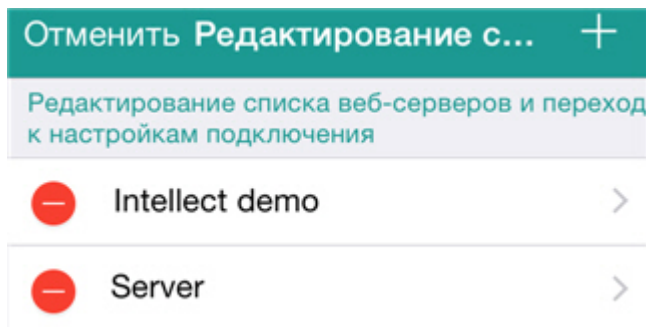 Отменить Редактирование с...
Редактирование списка веб-серверов и переход
к настройкам подключения
Intellect demo
Server